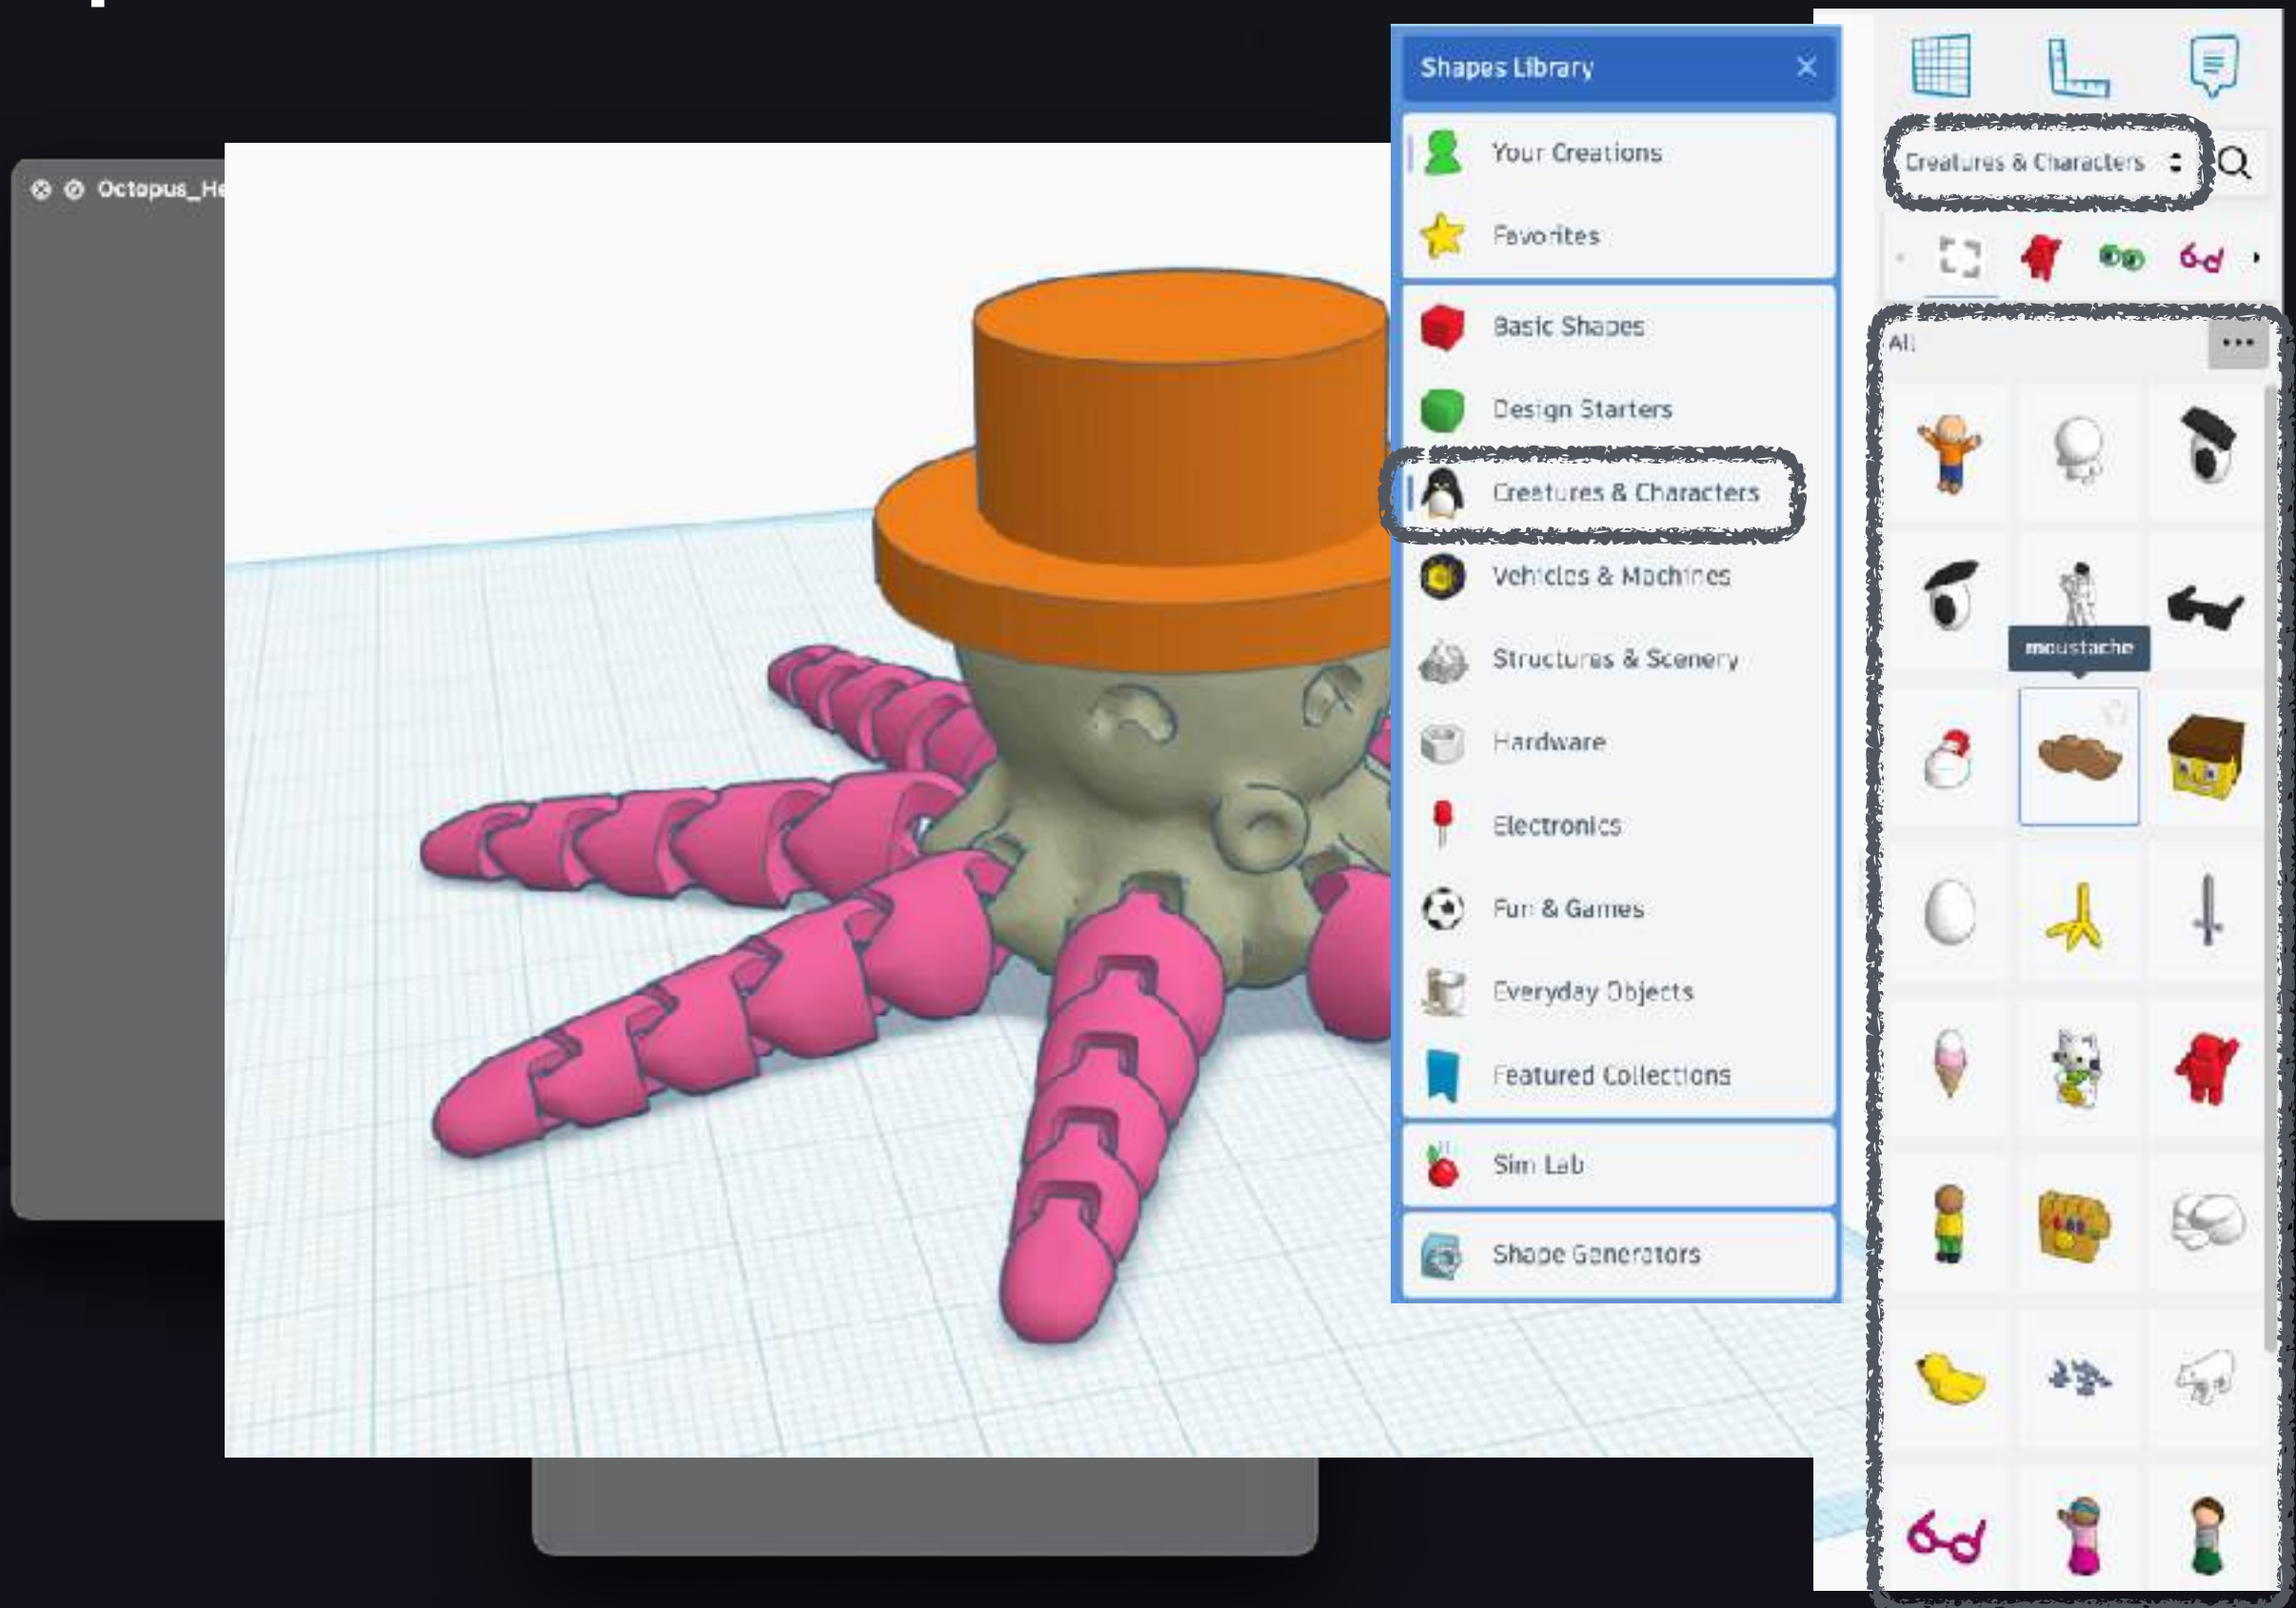 Octopus_He
Shapes Library
Your Creations
Favorites
Basic Shapes
Design Starters
Creatures & Characters
Vehicles & Machines
Structures & Scenery
Hardware
Electronics
Fun & Games
Everyday Objects
Featured Collections
Sim Lab
Shape Generators
Creatures & Characters
All
moustache